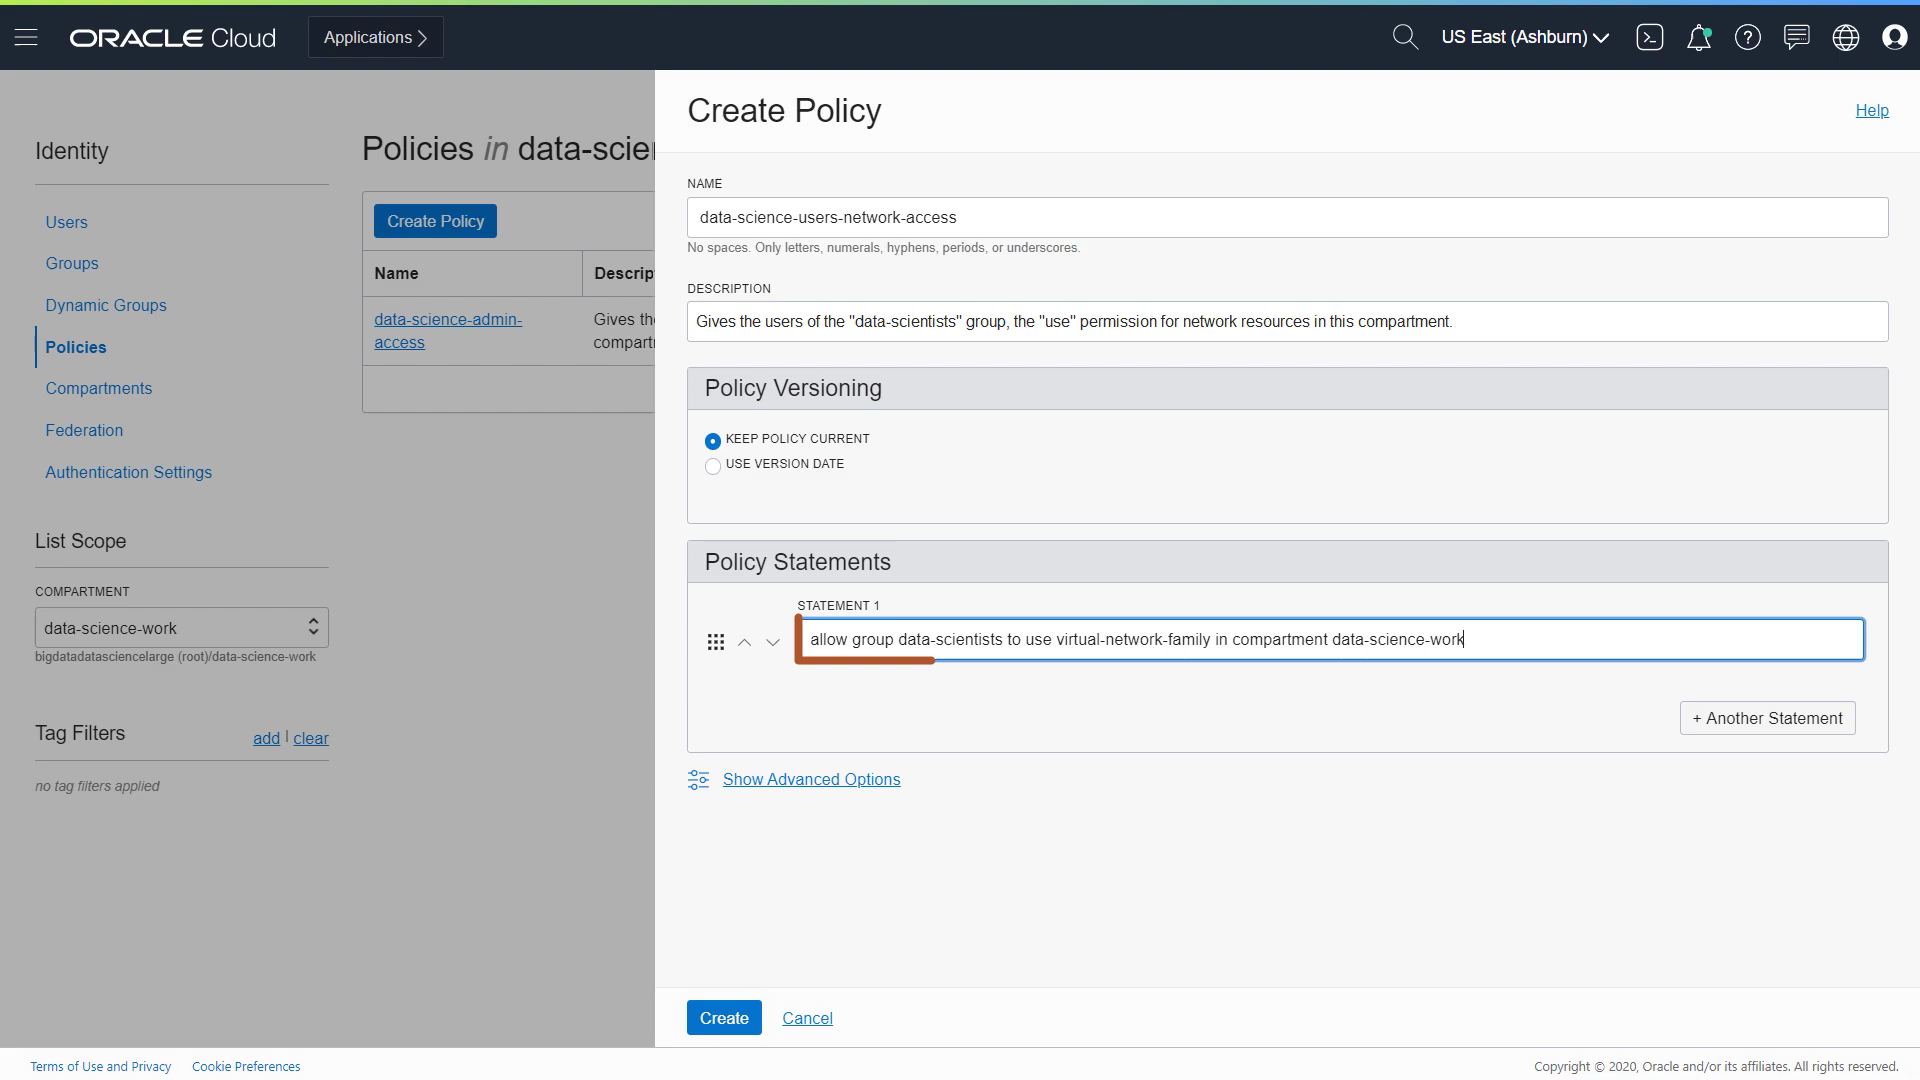 ORACLE Cloud
Applications
US East (Ashburn)
Identity
Users
Groups
Dynamic Groups
Policies
Compartments
Federation
Authentication Settings
List Scope
COMPARTMENT
data-science-work
bigdatadatasciencelarge (root)/data-science-work
Tag Filters
add | clear
no tag filters applied
Policies in data-scie
Create Policy
Name
Descrip
data-science-admin-
access
Gives th
compart
Create Policy
Help
NAME
data-science-users-network-access
No spaces. Only letters, numerals, hyphens, periods, or underscores.
DESCRIPTION
Gives the users of the "data-scientists" group, the "use" permission for network resources in this compartment.
Policy Versioning
KEEP POLICY CURRENT
USE VERSION DATE
Policy Statements
STATEMENT 1
allow group data-scientists to use virtual-network-family in compartment data-science-work
+ Another Statement
Show Advanced Options
Create
Cancel
Terms of Use and Privacy
Cookie Preferences
Copyright © 2020, Oracle and/or its affiliates. All rights reserved.